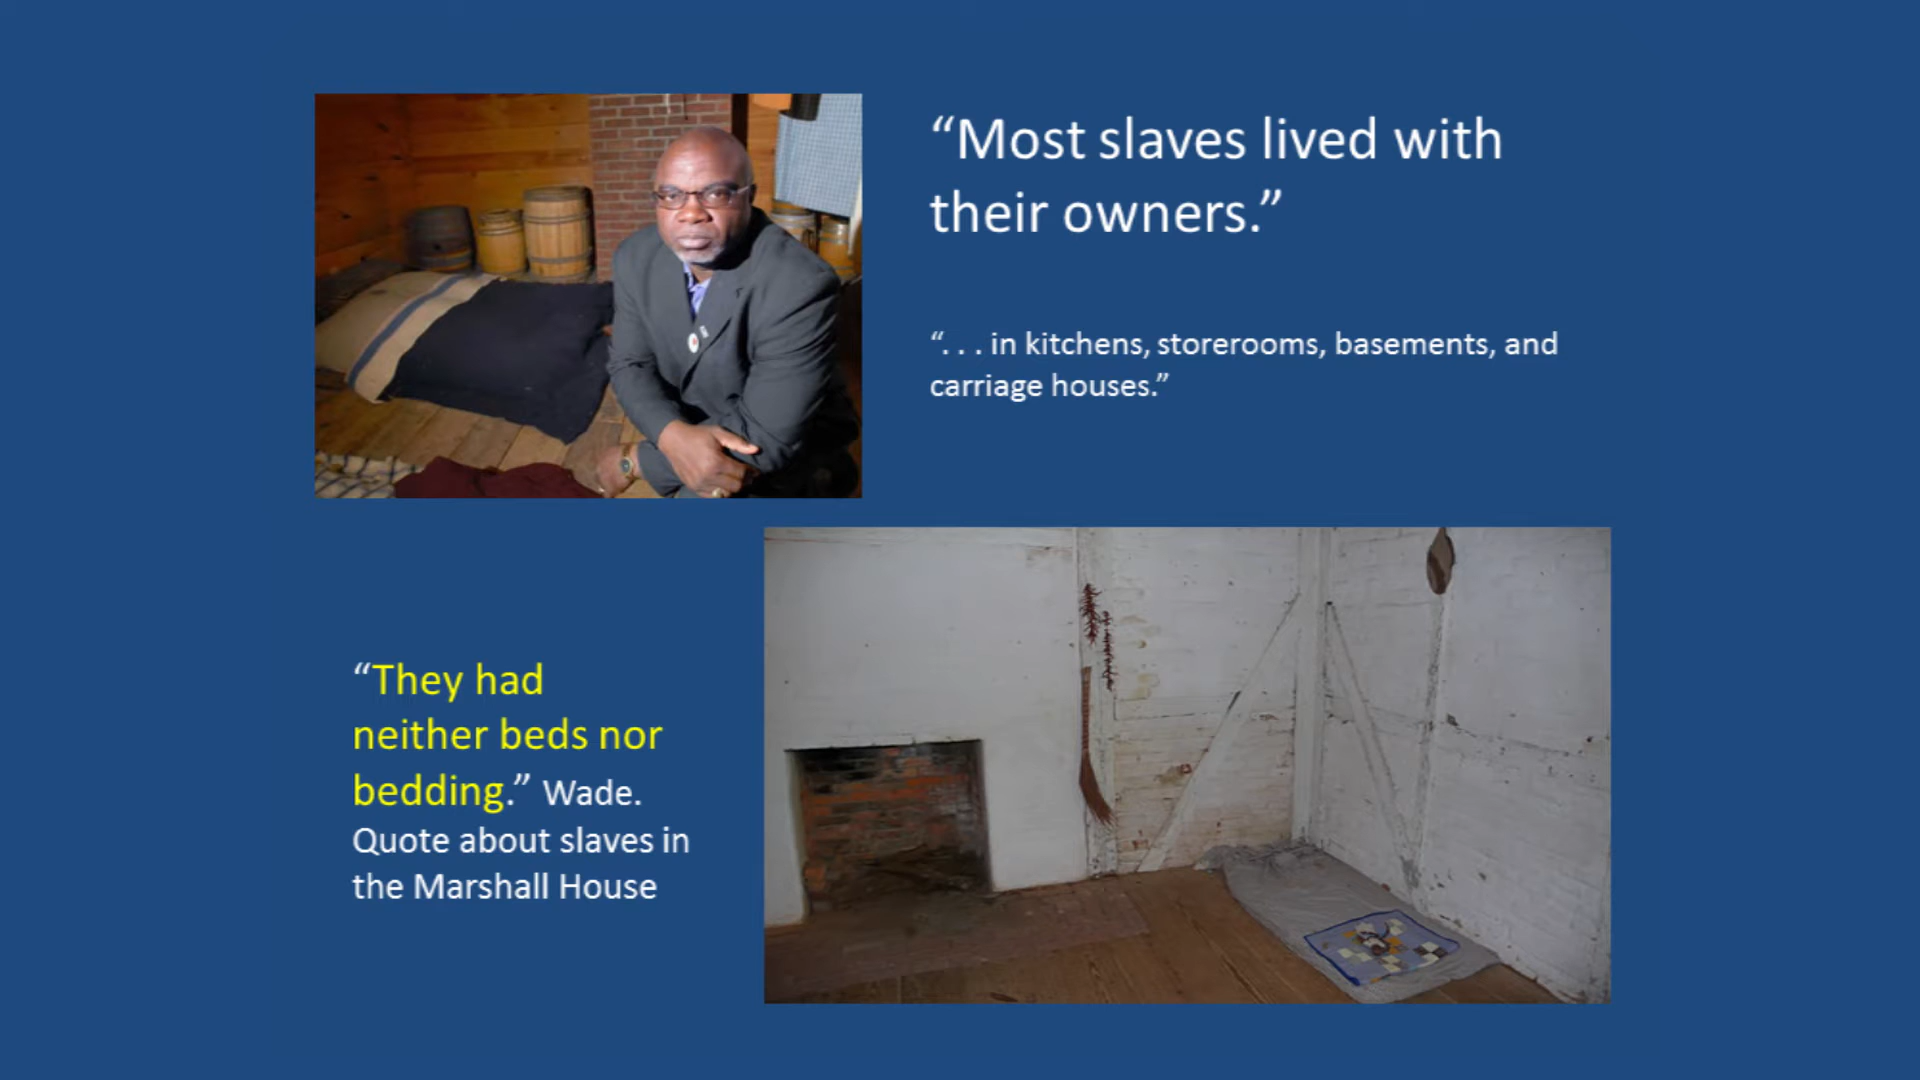 “Most slaves lived with
their owners.”
“. . . in kitchens, storerooms, basements, and
carriage houses.”
“They had
neither beds nor
bedding.” Wade.
Quote about slaves in
the Marshall House